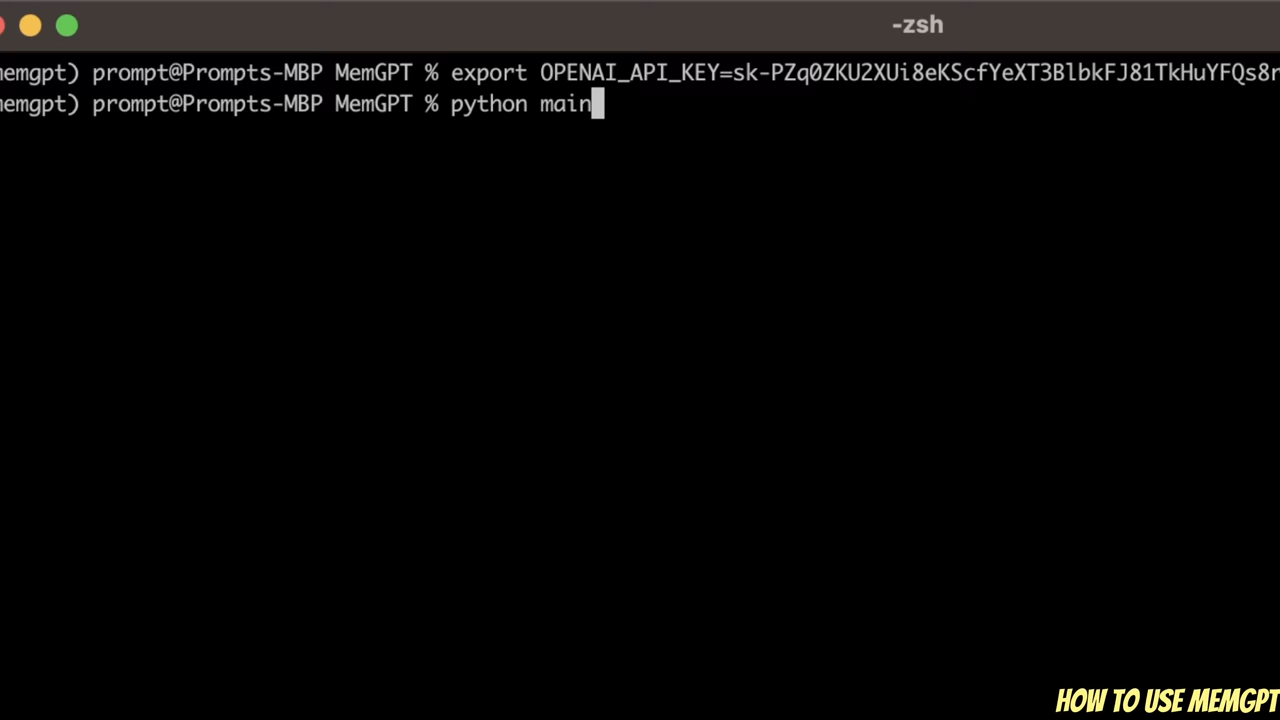 -zsh
emgpt) prompt@Prompts-MBP MemGPT % export OPENAI_API_KEY=sk-PZq0ZKU2XUi8eKScfYeXT3BlbkFJ81TkHuYFQs8r
emgpt) prompt@Prompts-MBP MemGPT % python main
HOW TO USE MEMGPT